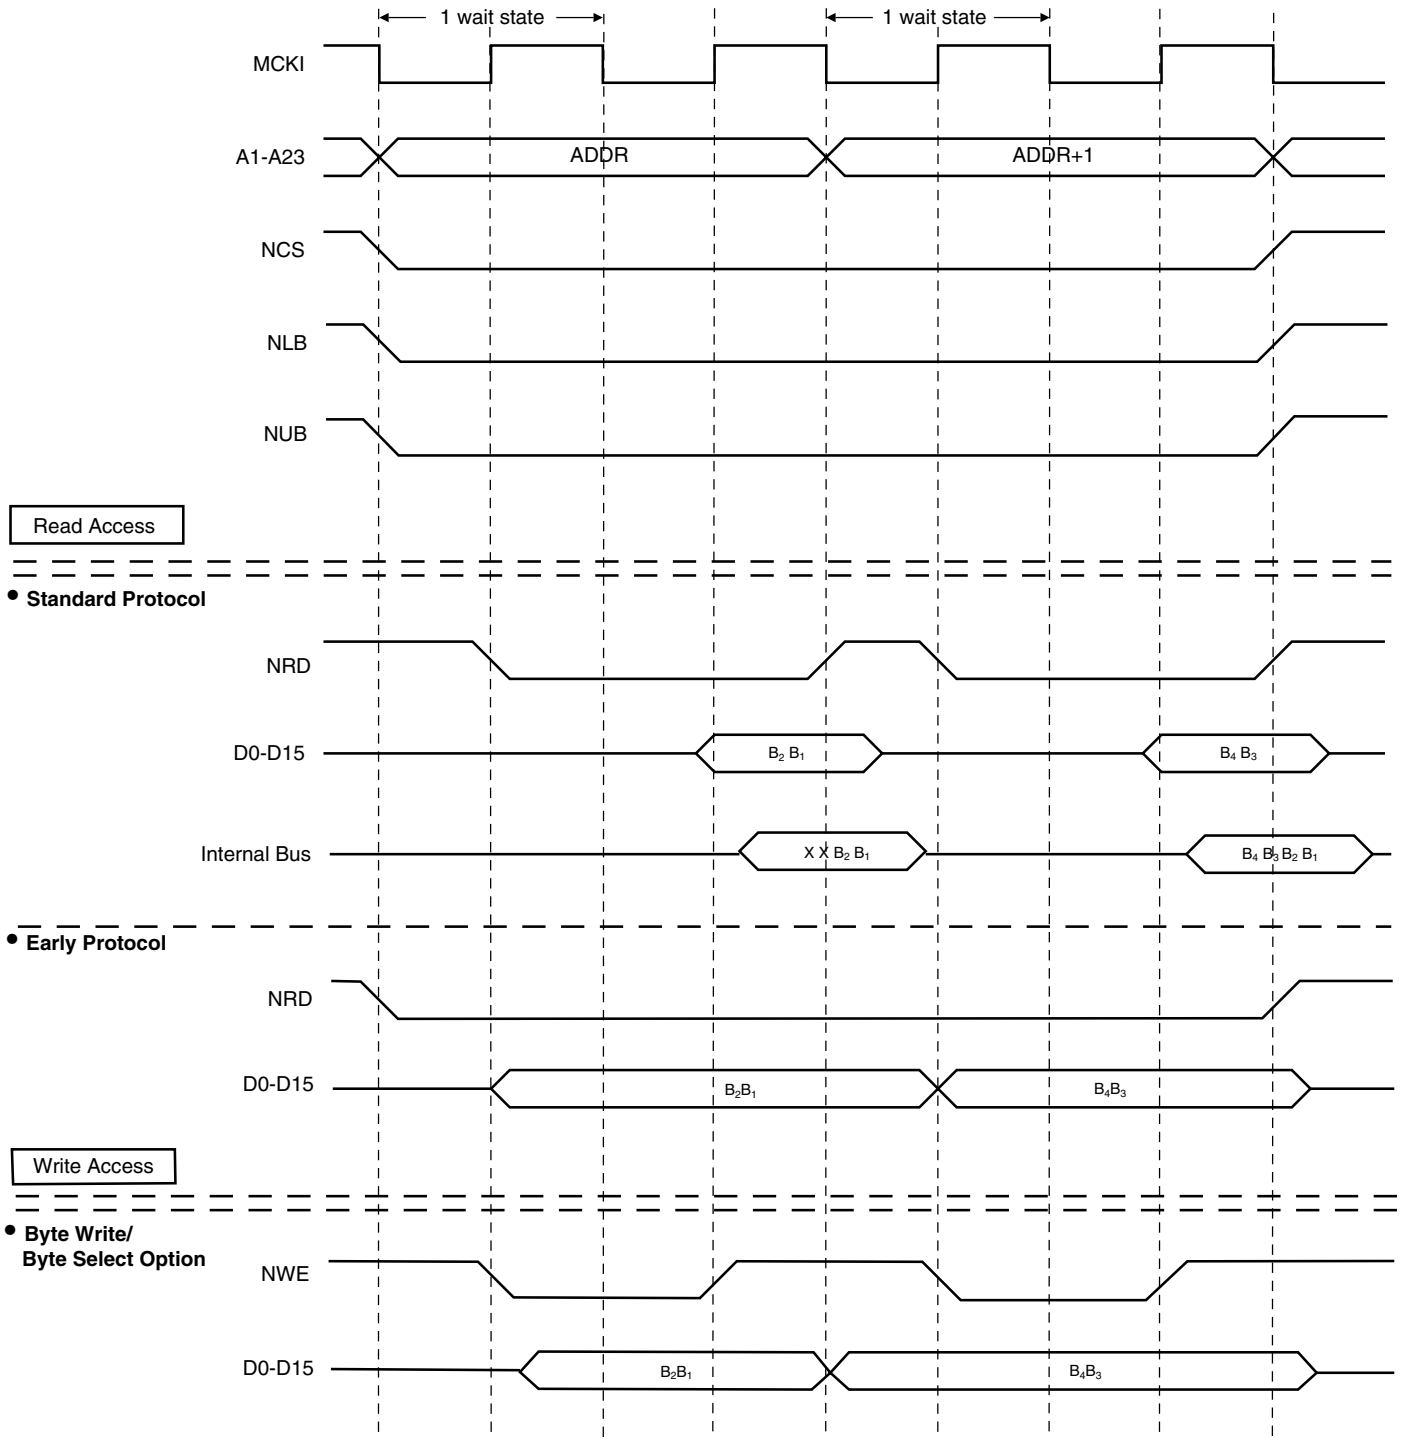 1 wait state 1 wait state
MCKI
A1-A23 ADDR ADDR+1
NCS
NLB
NUB
Read Access
• Standard Protocol
NRD
D0-D15 B₂ B₁ B₄ B₃
Internal Bus X X B₂ B₁ B₄ B₃ B₂ B₁
• Early Protocol
NRD
D0-D15 B₂B₁ B₄B₃
Write Access
• Byte Write/
Byte Select Option
NWE
D0-D15 B₂B₁ B₄B₃